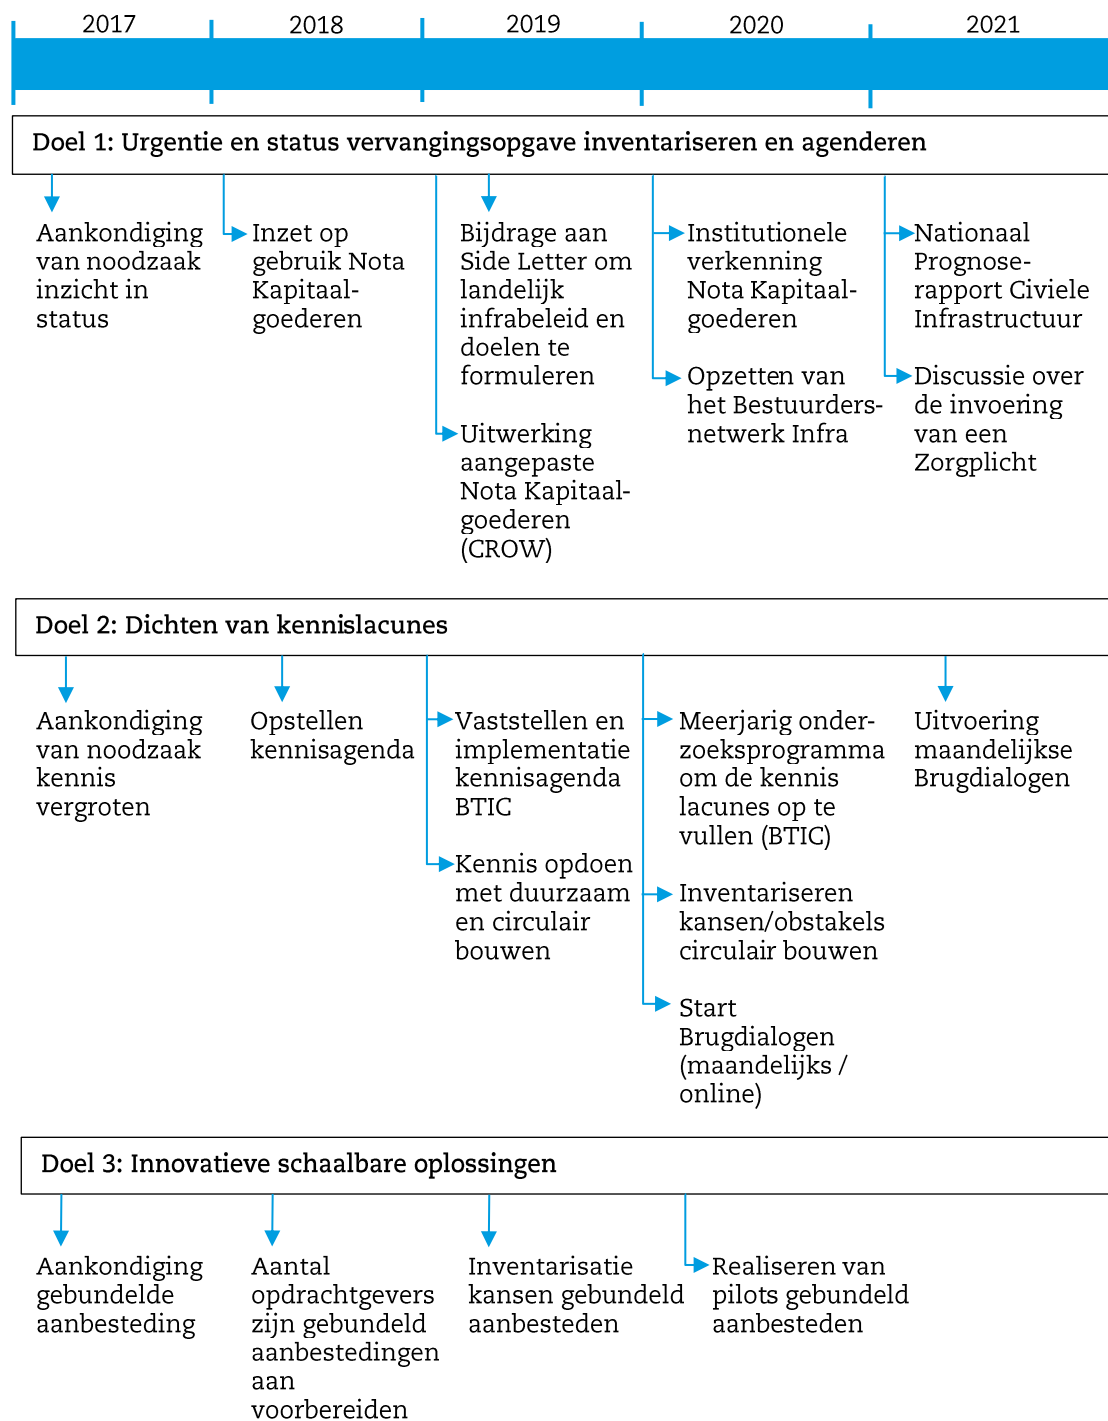 2017
2018
2019
2020
2021
Doel 1: Urgentie en status vervangingsopgave inventariseren en agenderen
Aankondiging
van noodzaak
inzicht in
status
Inzet op
gebruik Nota
Kapitaal-
goederen
Bijdrage aan
Side Letter om
landelijk
infrabeleid en
doelen te
formuleren
Uitwerking
aangepaste
Nota Kapitaal-
goederen
(CROW)
Institutionele
verkenning
Nota Kapitaal-
goederen
Opzetten van
het Bestuurders-
netwerk Infra
Nationaal
Prognose-
rapport Civiele
Infrastructuur
Discussie over
de invoering
van een
Zorgplicht
Doel 2: Dichten van kennislacunes
Aankondiging
van noodzaak
kennis
vergroten
Opstellen
kennisagenda
Vaststellen en
implementatie
kennisagenda
BTIC
Kennis opdoen
met duurzaam
en circulair
bouwen
Meerjarig onder-
zoeksprogramma
om de kennis
lacunes op te
vullen (BTIC)
Inventariseren
kansen/obstakels
circulair bouwen
Start
Brugdialogen
(maandelijks /
online)
Uitvoering
maandelijkse
Brugdialogen
Doel 3: Innovatieve schaalbare oplossingen
Aankondiging
gebundelde
aanbesteding
Aantal
opdrachtgevers
zijn gebundeld
aanbestedingen
aan
voorbereiden
Inventarisatie
kansen gebundeld
aanbesteden
Realiseren van
pilots gebundeld
aanbesteden